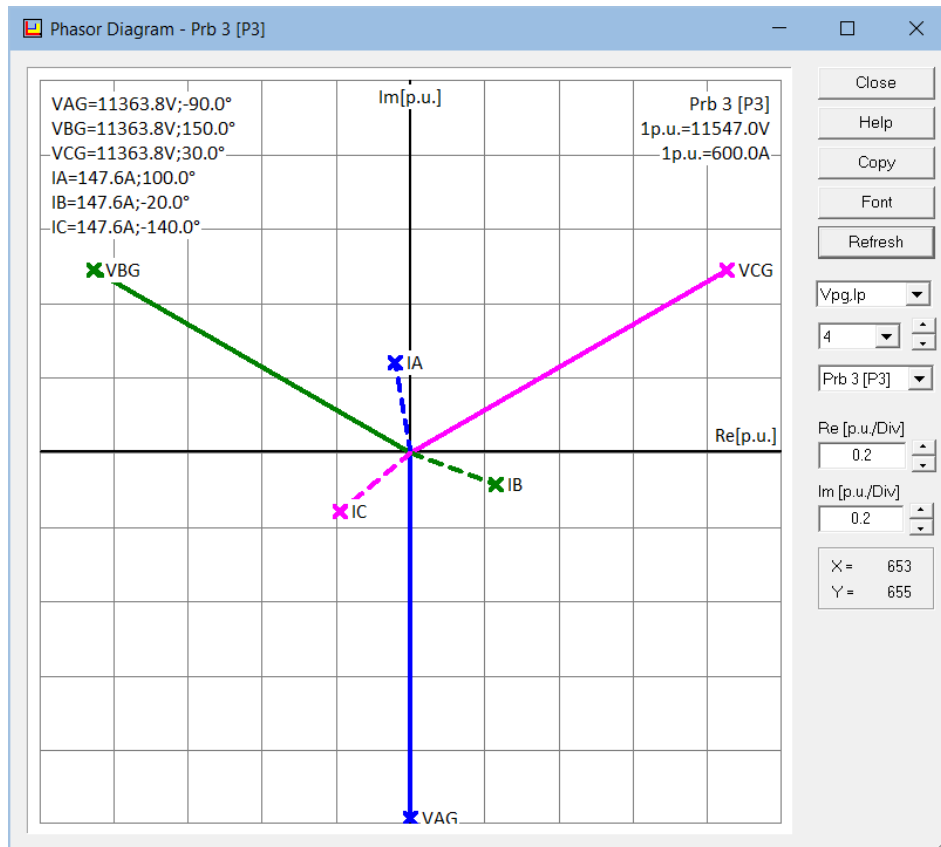 Phasor Diagram - Prb 3 [P3]
VAG=11363.8V;-90.0°
VBG=11363.8V;150.0°
VCG=11363.8V;30.0°
IA=147.6A;100.0°
IB=147.6A;-20.0°
IC=147.6A;-140.0°
Im[p.u.]
Prb 3 [P3]
1p.u.=11547.0V
1p.u.=600.0A
VBG
VCG
IA
Re[p.u.]
IB
IC
VAG
Close
Help
Copy
Font
Refresh
Vpg,Ip
4
Prb 3 [P3]
Re [p.u./Div]
0.2
Im [p.u./Div]
0.2
X = 653
Y = 655